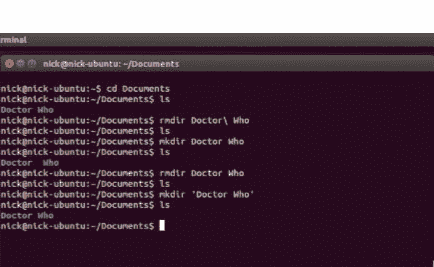 rminal
nick@nick-ubuntu: ~/Documents
nick@nick-ubuntu:~$ cd Documents
nick@nick-ubuntu:~/Documents$ ls
Doctor Who
nick@nick-ubuntu:~/Documents$ rmdir Doctor\ Who
nick@nick-ubuntu:~/Documents$ ls
nick@nick-ubuntu:~/Documents$ mkdir Doctor Who
nick@nick-ubuntu:~/Documents$ ls
Doctor  Who
nick@nick-ubuntu:~/Documents$ rmdir Doctor Who
nick@nick-ubuntu:~/Documents$ ls
nick@nick-ubuntu:~/Documents$ mkdir 'Doctor Who'
nick@nick-ubuntu:~/Documents$ ls
Doctor Who
nick@nick-ubuntu:~/Documents$